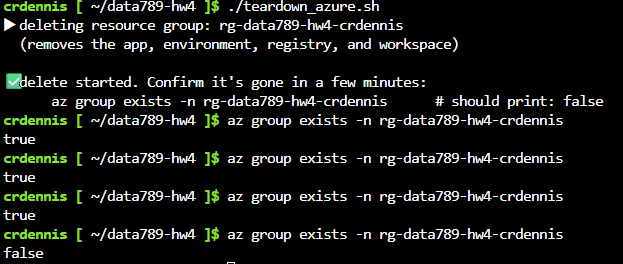 crdennis [ ~/data789-hw4 ]$ ./teardown_azure.sh
▶ deleting resource group: rg-data789-hw4-crdennis
  (removes the app, environment, registry, and workspace)
✅ delete started. Confirm it's gone in a few minutes:
     az group exists -n rg-data789-hw4-crdennis     # should print: false
crdennis [ ~/data789-hw4 ]$ az group exists -n rg-data789-hw4-crdennis
true
crdennis [ ~/data789-hw4 ]$ az group exists -n rg-data789-hw4-crdennis
true
crdennis [ ~/data789-hw4 ]$ az group exists -n rg-data789-hw4-crdennis
true
crdennis [ ~/data789-hw4 ]$ az group exists -n rg-data789-hw4-crdennis
false